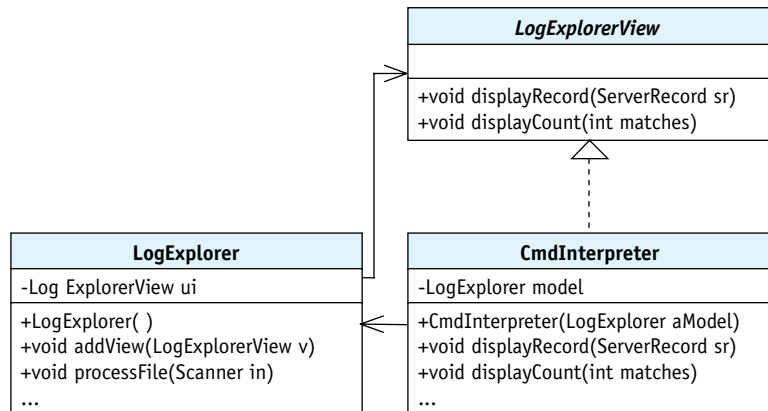 LogExplorerView
+void displayRecord(ServerRecord sr)
+void displayCount(int matches)
LogExplorer
-Log ExplorerView ui
+LogExplorer( )
+void addView(LogExplorerView v)
+void processFile(Scanner in)
...
CmdInterpreter
-LogExplorer model
+CmdInterpreter(LogExplorer aModel)
+void displayRecord(ServerRecord sr)
+void displayCount(int matches)
...